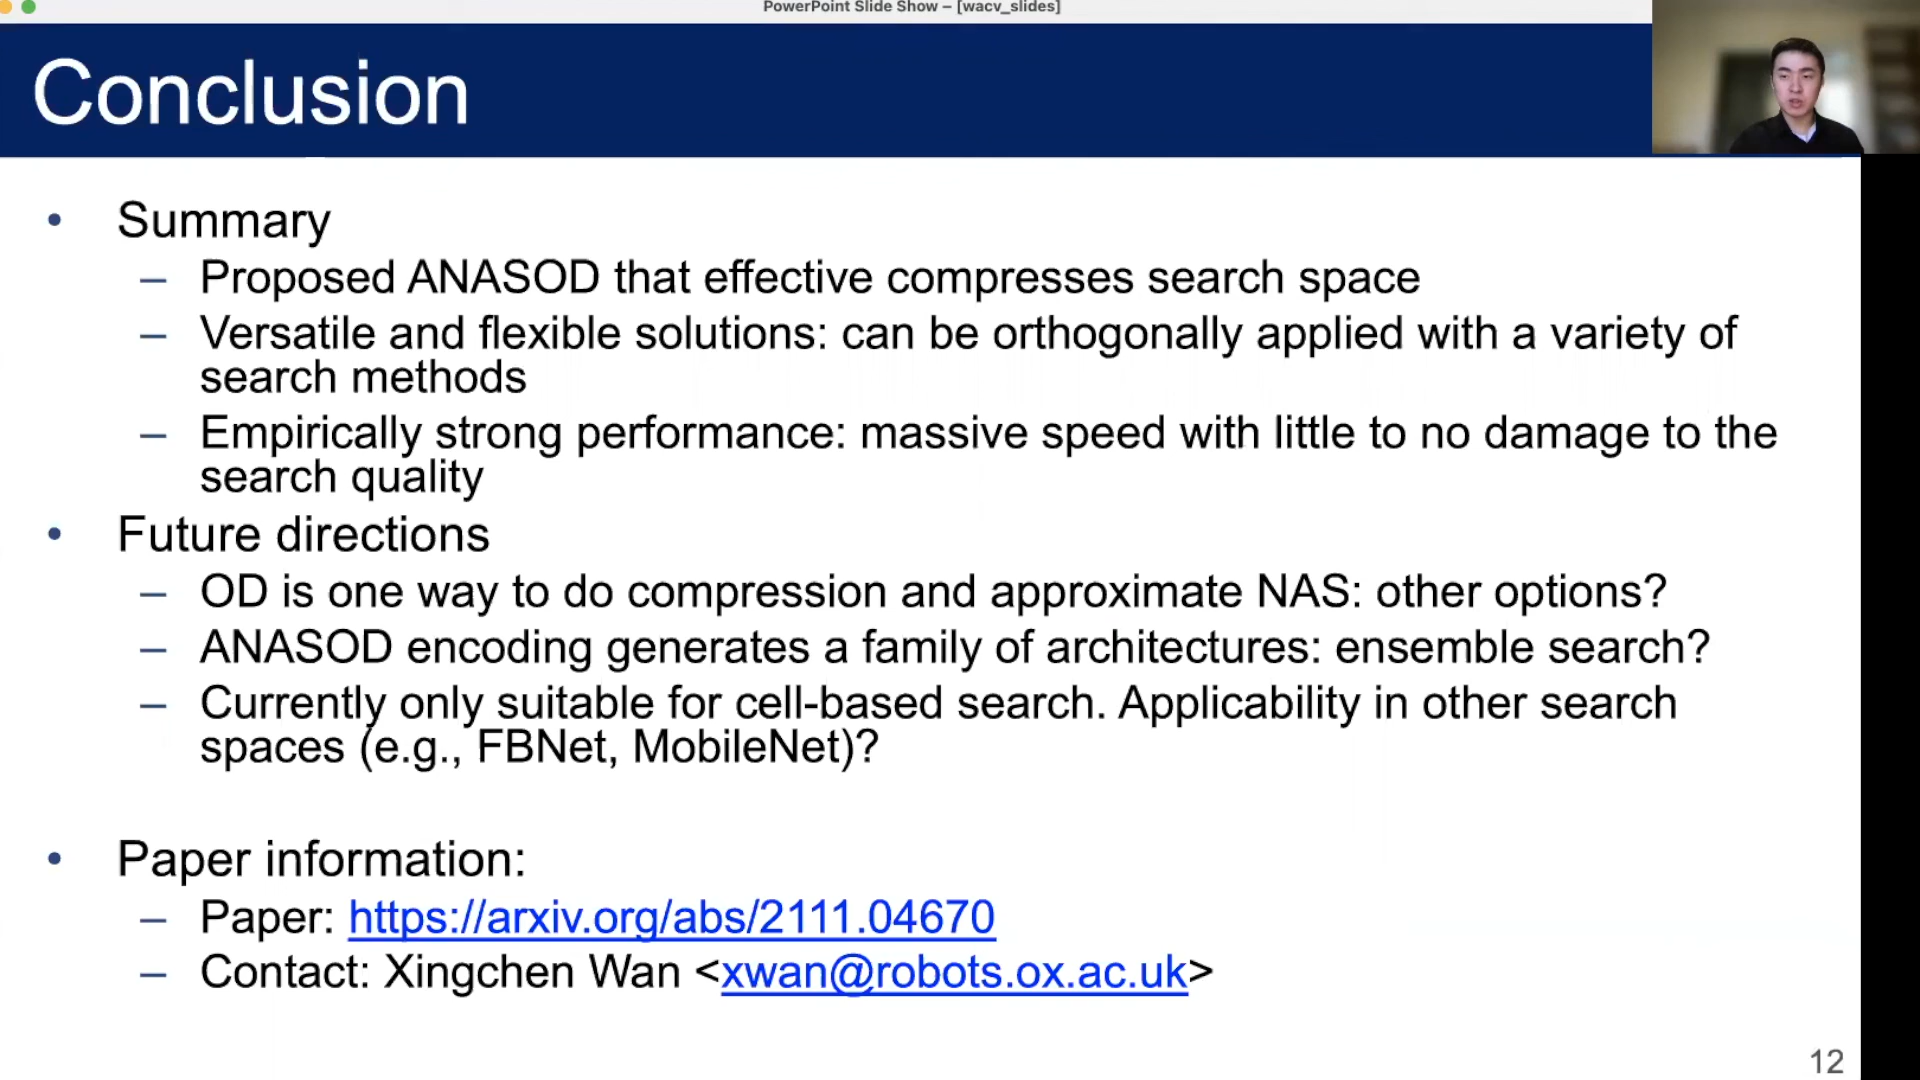 PowerPoint Slide Show – [wacv_slides]
Conclusion
• Summary
– Proposed ANASOD that effective compresses search space
– Versatile and flexible solutions: can be orthogonally applied with a variety of
search methods
– Empirically strong performance: massive speed with little to no damage to the
search quality
• Future directions
– OD is one way to do compression and approximate NAS: other options?
– ANASOD encoding generates a family of architectures: ensemble search?
– Currently only suitable for cell-based search. Applicability in other search
spaces (e.g., FBNet, MobileNet)?
• Paper information:
– Paper: https://arxiv.org/abs/2111.04670
– Contact: Xingchen Wan <xwan@robots.ox.ac.uk>
12